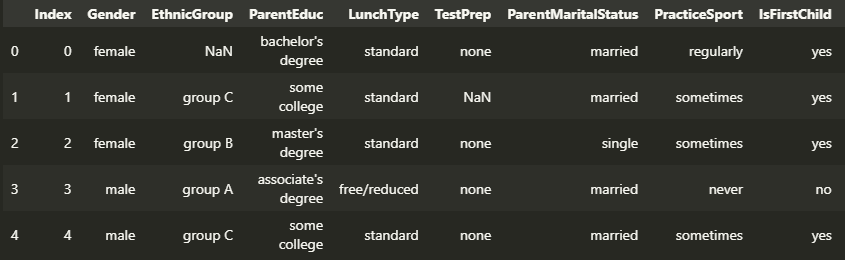 Index Gender EthnicGroup ParentEduc LunchType TestPrep ParentMaritalStatus PracticeSport IsFirstChild
0 0 female NaN bachelor's degree standard none married regularly yes
1 1 female group C some college standard NaN married sometimes yes
2 2 female group B master's degree standard none single sometimes yes
3 3 male group A associate's degree free/reduced none married never no
4 4 male group C some college standard none married sometimes yes